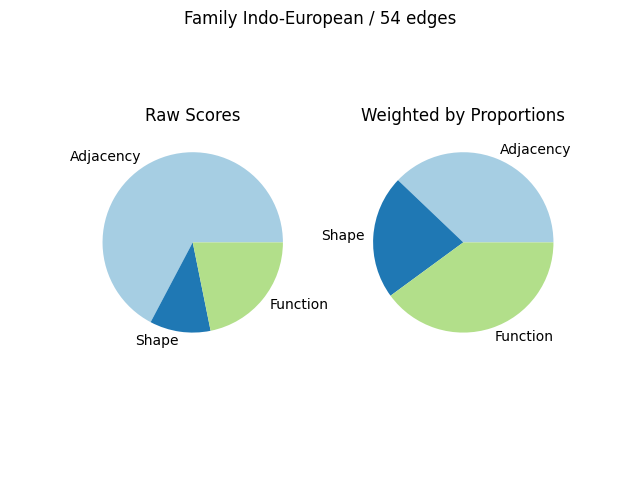 Family Indo-European / 54 edges
Raw Scores
Adjacency
Shape
Function
Weighted by Proportions
Adjacency
Shape
Function